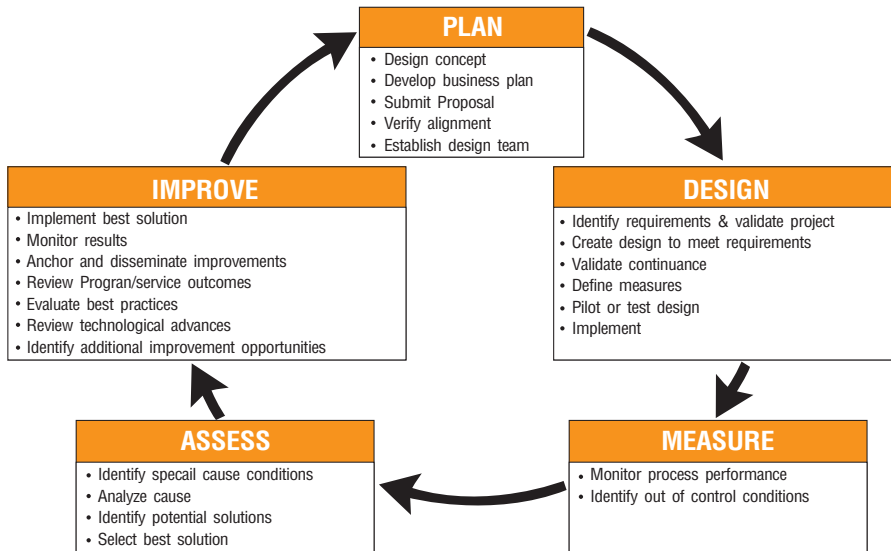 PLAN
• Design concept
• Develop business plan
• Submit Proposal
• Verify alignment
• Establish design team
DESIGN
• Identify requirements & validate project
• Create design to meet requirements
• Validate continuance
• Define measures
• Pilot or test design
• Implement
MEASURE
• Monitor process performance
• Identify out of control conditions
ASSESS
• Identify specail cause conditions
• Analyze cause
• Identify potential solutions
• Select best solution
IMPROVE
• Implement best solution
• Monitor results
• Anchor and disseminate improvements
• Review Progran/service outcomes
• Evaluate best practices
• Review technological advances
• Identify additional improvement opportunities